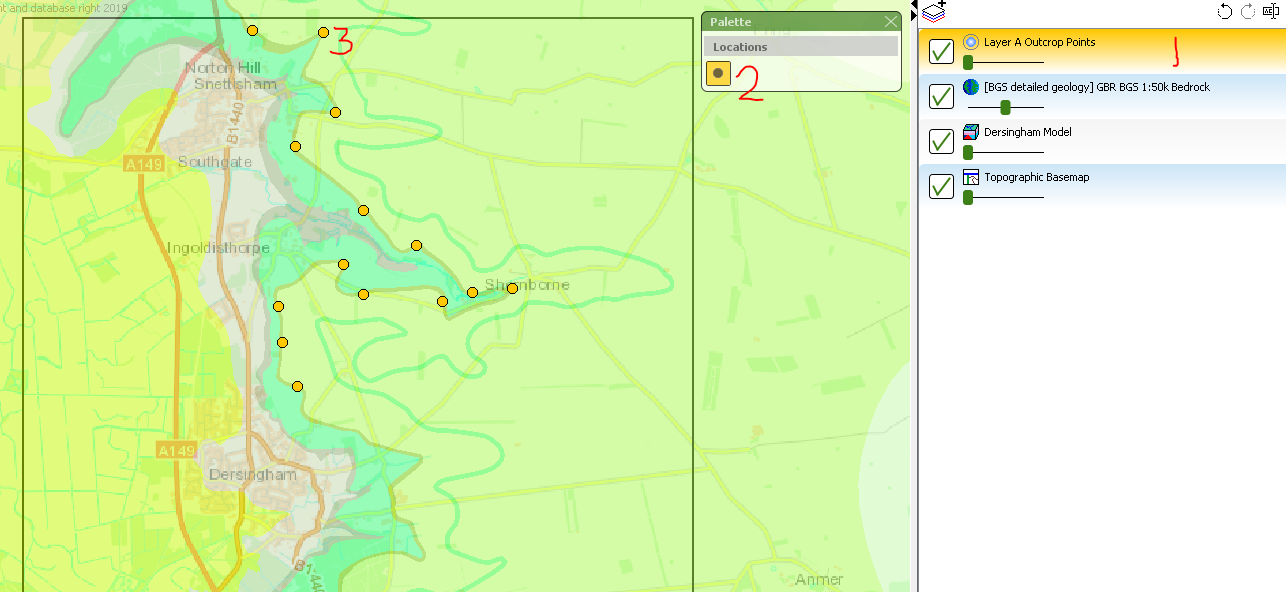 nt and database right 2019
3
Palette
Locations
2
1
Layer A Outcrop Points
[BGS detailed geology] GBR BGS 1:50k Bedrock
Dersingham Model
Topographic Basemap
Norton Hill
Snettisham
B1440
A149
Southgate
Ingoldisthorpe
Shernborne
A149
Dersingham
B1440
Anmer